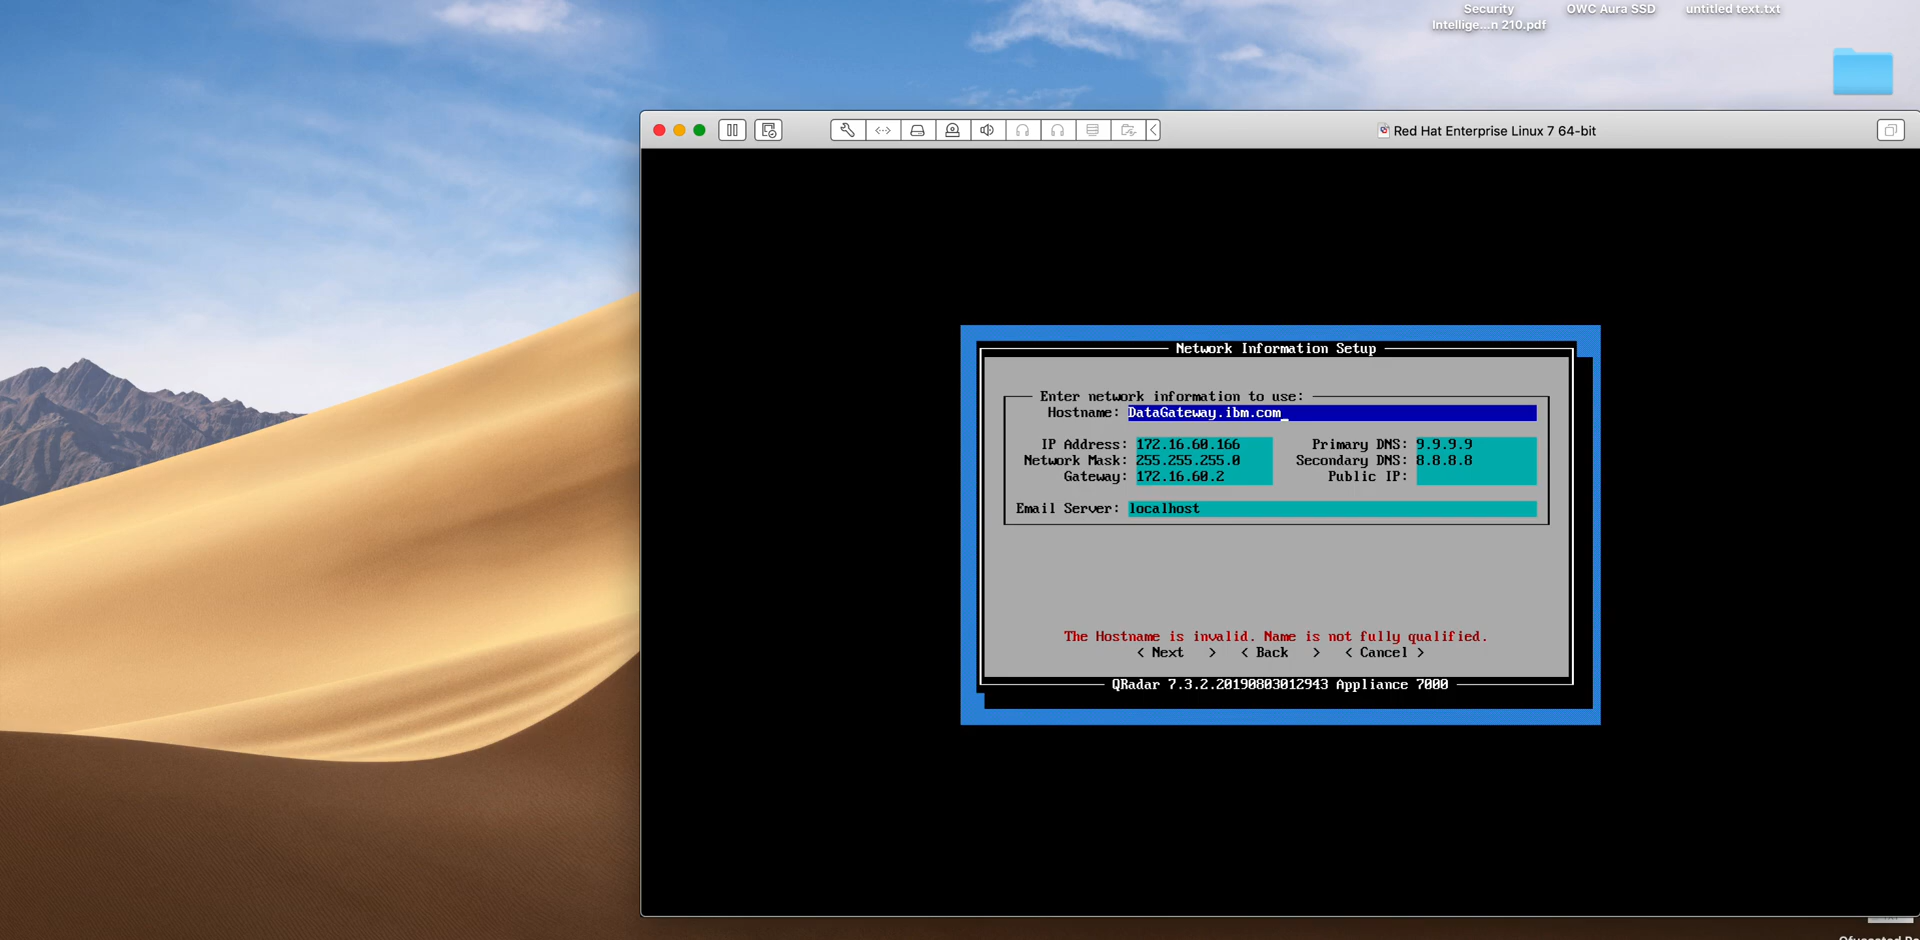 Security
Intellige...n 210.pdf
OWC Aura SSD
untitled text.txt
Red Hat Enterprise Linux 7 64-bit
Network Information Setup
Enter network information to use:
Hostname: DataGateway.ibm.com_
IP Address: 172.16.60.166 Primary DNS: 9.9.9.9
Network Mask: 255.255.255.0 Secondary DNS: 8.8.8.8
Gateway: 172.16.60.2 Public IP:
Email Server: localhost
The Hostname is invalid. Name is not fully qualified.
< Next > < Back > < Cancel >
QRadar 7.3.2.20190803012943 Appliance 7000